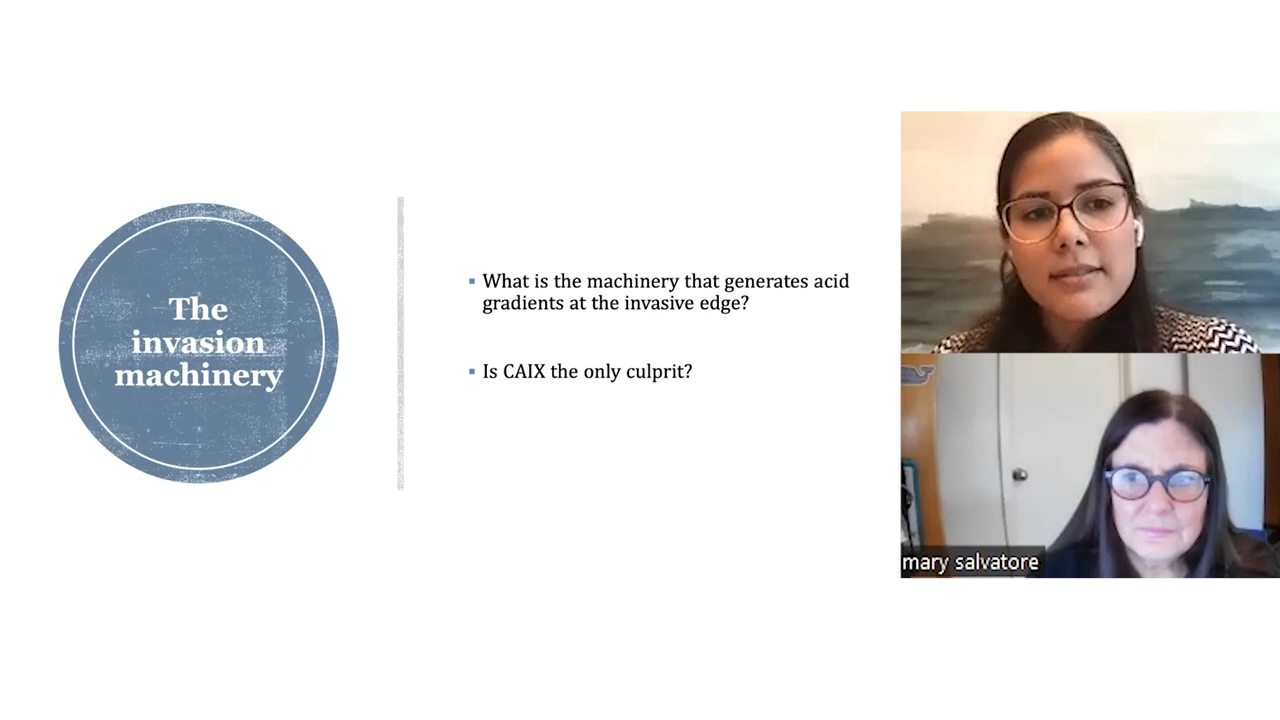 The
invasion
machinery
▪ What is the machinery that generates acid
gradients at the invasive edge?
▪ Is CAIX the only culprit?
mary salvatore